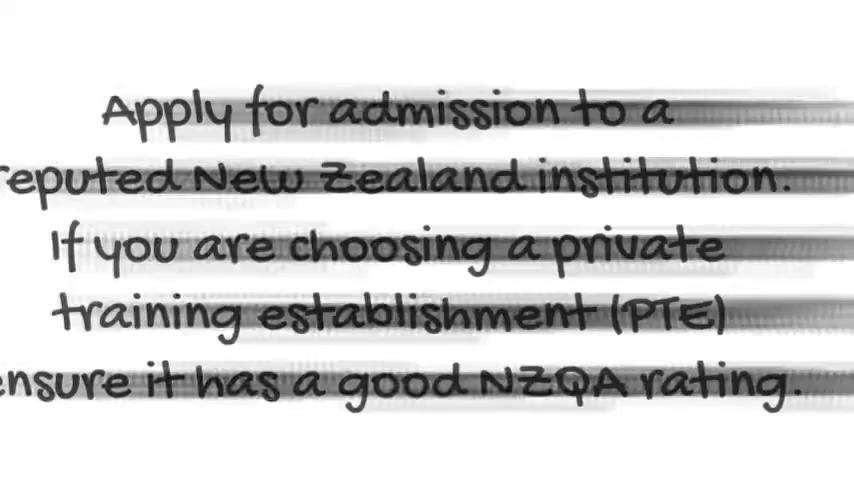 Apply for admission to a
reputed New Zealand institution.
If you are choosing a private
training establishment (PTE)
ensure it has a good NZQA rating.